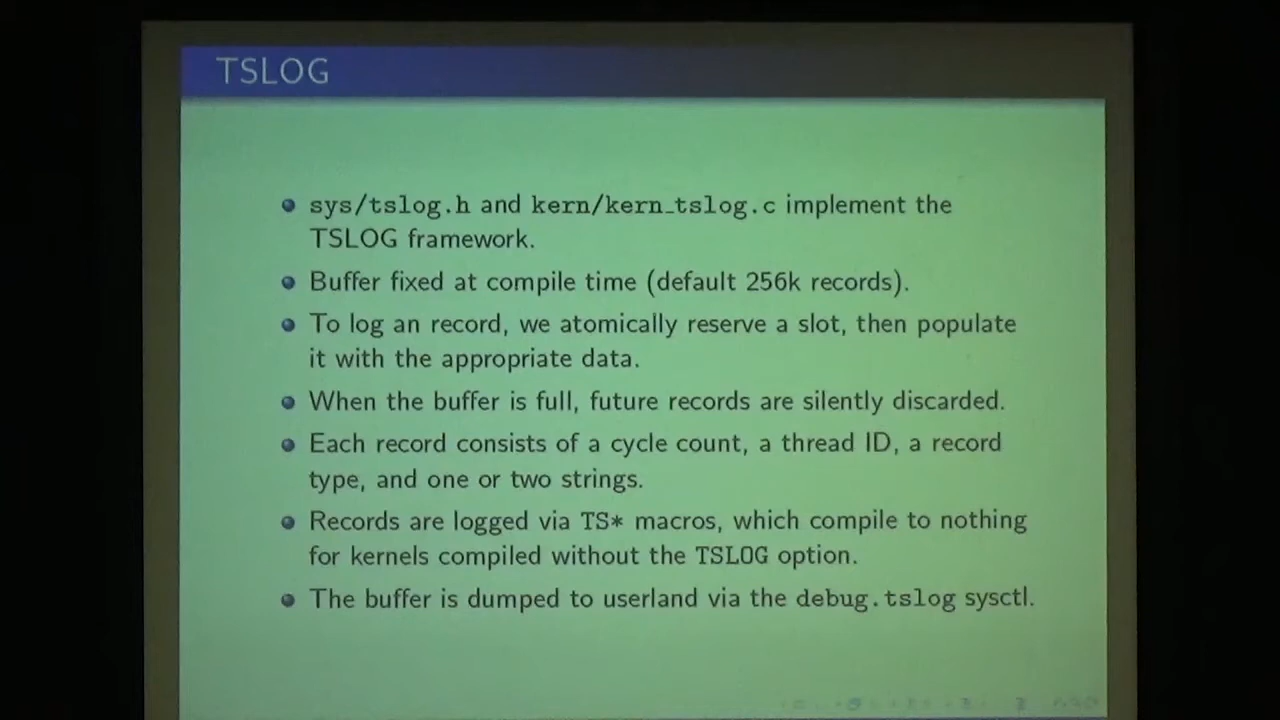 TSLOG
sys/tslog.h and kern/kern_tslog.c implement the
TSLOG framework.
Buffer fixed at compile time (default 256k records).
To log an record, we atomically reserve a slot, then populate
it with the appropriate data.
When the buffer is full, future records are silently discarded.
Each record consists of a cycle count, a thread ID, a record
type, and one or two strings.
Records are logged via TS* macros, which compile to nothing
for kernels compiled without the TSLOG option.
The buffer is dumped to userland via the debug.tslog sysctl.